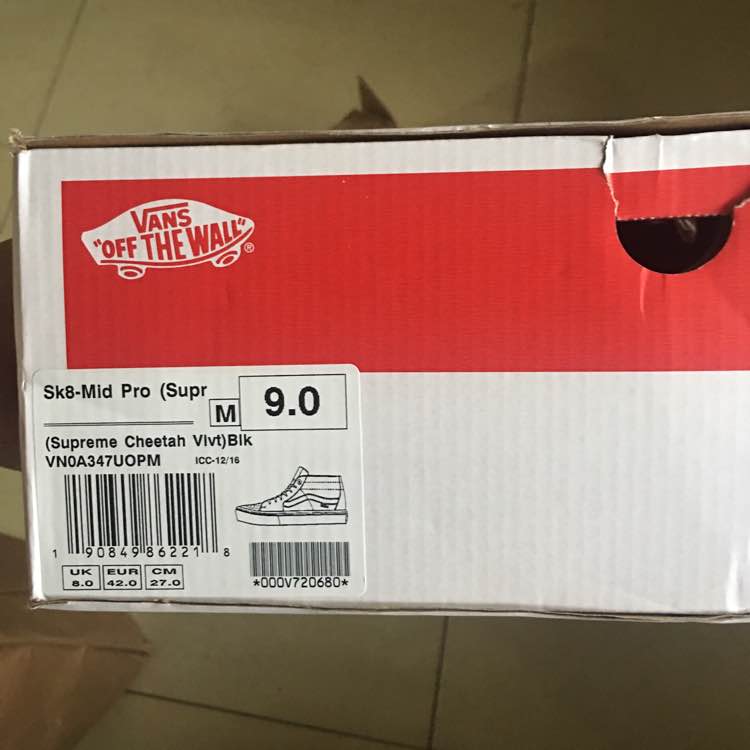 VANS
"OFF THE WALL"®
Sk8-Mid Pro (Supr
M 9.0
(Supreme Cheetah Vlvt)Blk
VN0A347UOPM ICC-12/16
1 90849 86221 8
UK EUR CM
8.0 42.0 27.0
*000V720680*